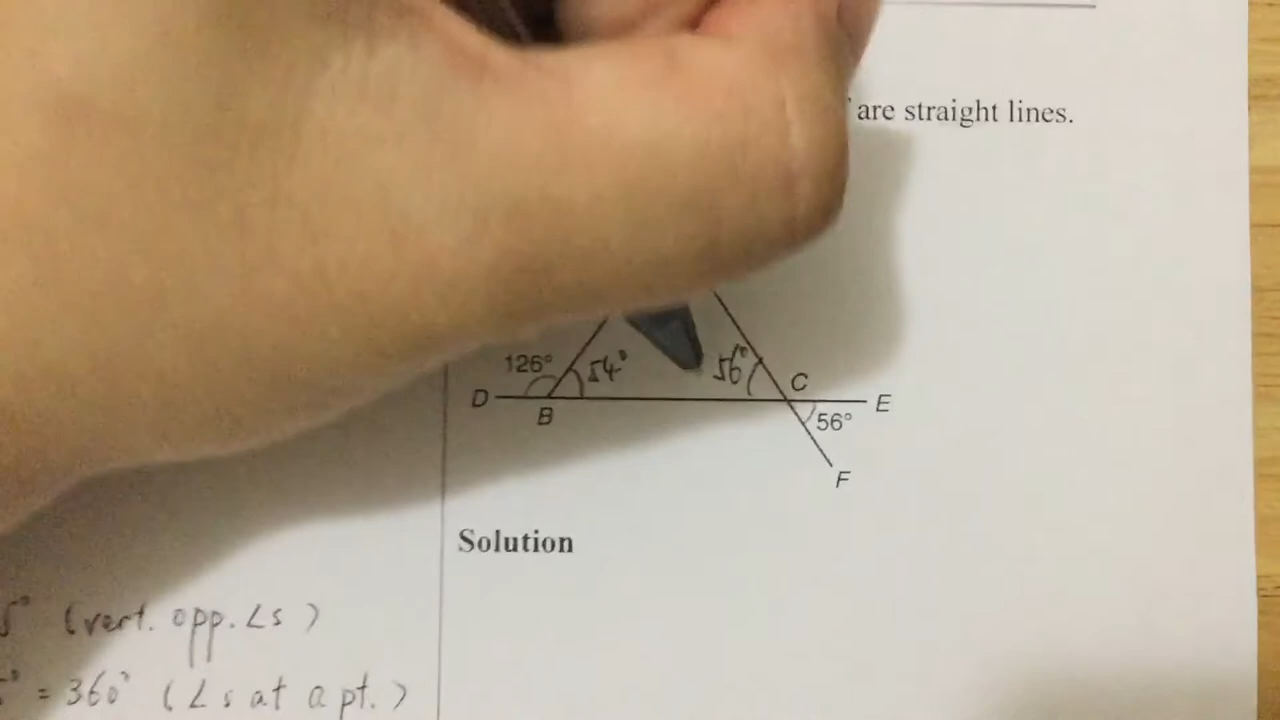 are straight lines.
126° 54° 56° C
D B 56° E
F
Solution
(vert. opp. ∠s)
= 360° (∠s at a pt.)